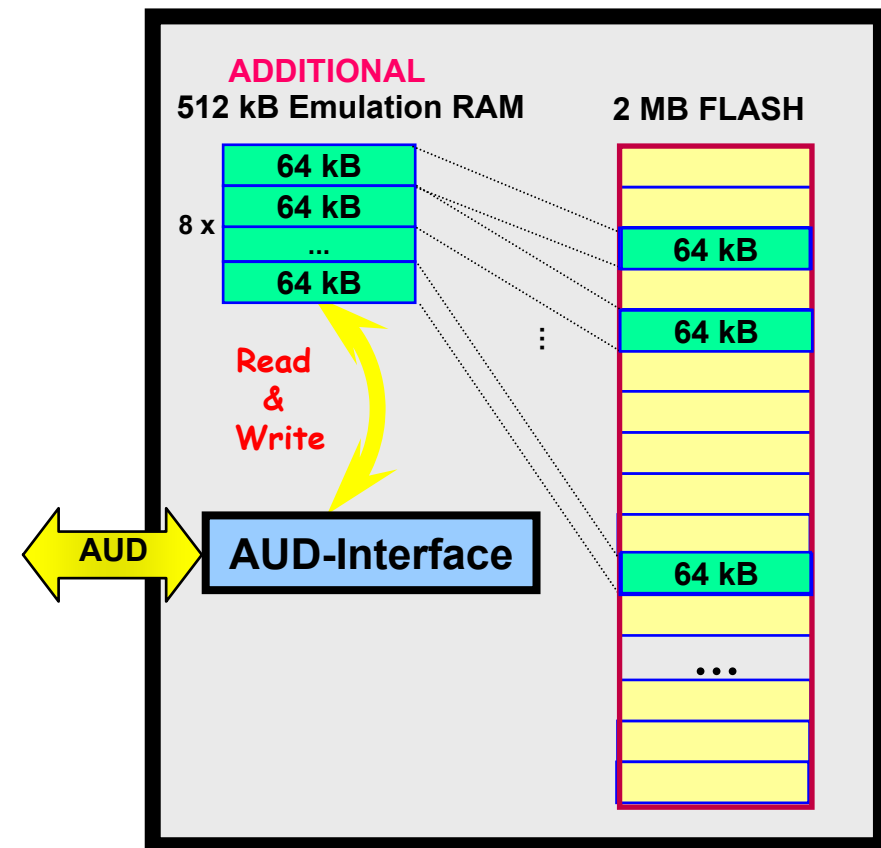 ADDITIONAL
512 kB Emulation RAM
2 MB FLASH
8 x
64 kB
64 kB
...
64 kB
64 kB
64 kB
64 kB
...
...
Read
&
Write
AUD
AUD-Interface